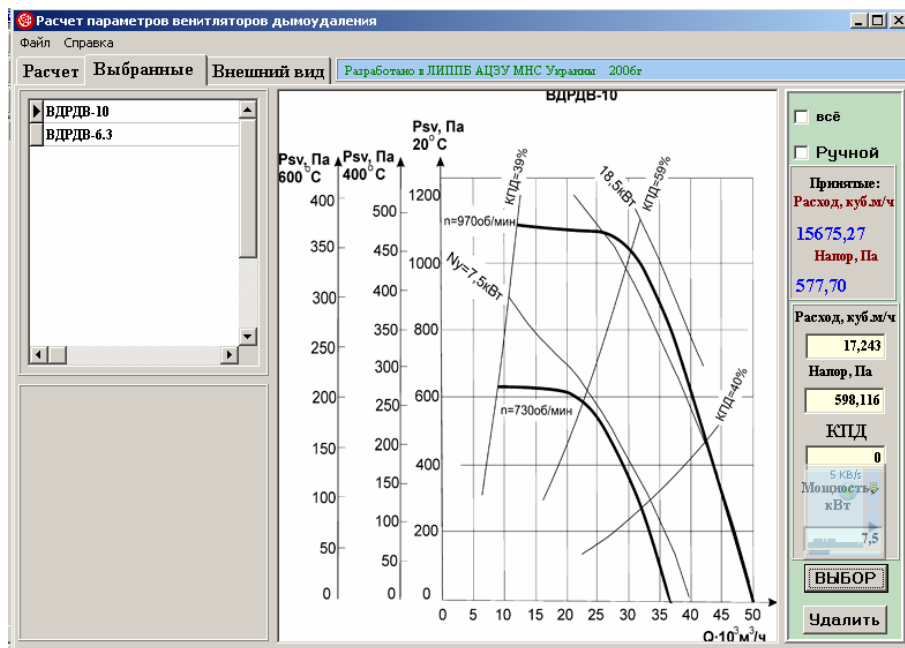 Расчет параметров венитляторов дымоудаления
Файл Справка
Расчет Выбранные Внешний вид Разработано в ЛИППБ АЦЗУ МНС Украины 2006г
ВДРДВ-10
ВДРДВ-6.3
ВДРДВ-10
Psv, Па
20°C
Psv, Па
400°C
Psv, Па
600°C
400
350
300
250
200
150
100
50
0
500
450
400
350
300
250
200
150
100
50
0
1200
1000
800
600
400
200
0
КПД=39%
18,5кВт
КПД=59%
n=970об/мин
Ny=7,5кВт
n=730об/мин
КПД=40%
0 5 10 15 20 25 30 35 40 45 50
Q·10³м³/ч
всё
Ручной
Принятые:
Расход, куб.м/ч
15675,27
Напор, Па
577,70
Расход, куб.м/ч
17,243
Напор, Па
598,116
КПД
0
5 KB/s
Мощность,
кВт
7,5
ВЫБОР
Удалить